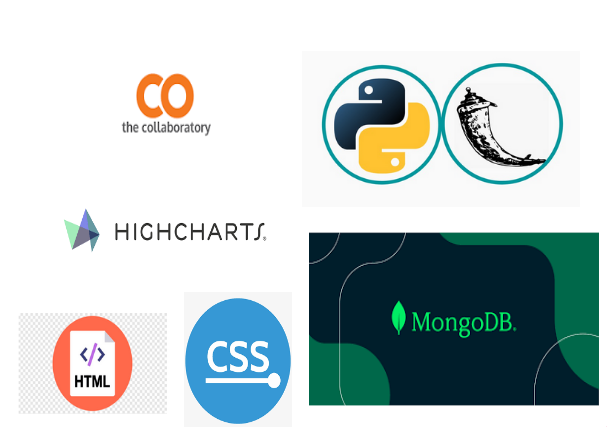 CO
the collaboratory
HIGHCHARTS®
</> 
HTML
CSS
MongoDB®